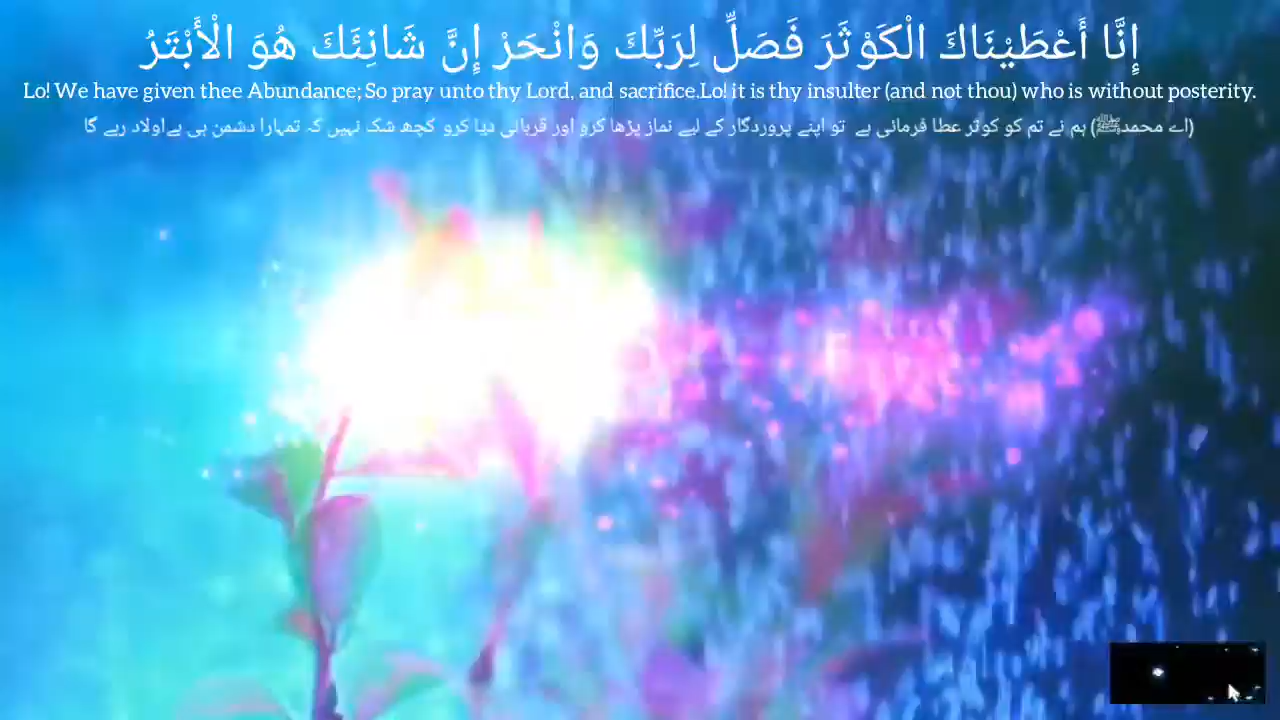 إِنَّا أَعْطَيْنَاكَ الْكَوْثَرَ فَصَلِّ لِرَبِّكَ وَانْحَرْ إِنَّ شَانِئَكَ هُوَ الْأَبْتَرُ
Lo! We have given thee Abundance; So pray unto thy Lord, and sacrifice.Lo! it is thy insulter (and not thou) who is without posterity.
(اے محمدﷺ) ہم نے تم کو کوثر عطا فرمائی ہے تو اپنے پروردگار کے لیے نماز پڑھا کرو اور قربانی دیا کرو کچھ شک نہیں کہ تمہارا دشمن ہی بےاولاد رہے گا